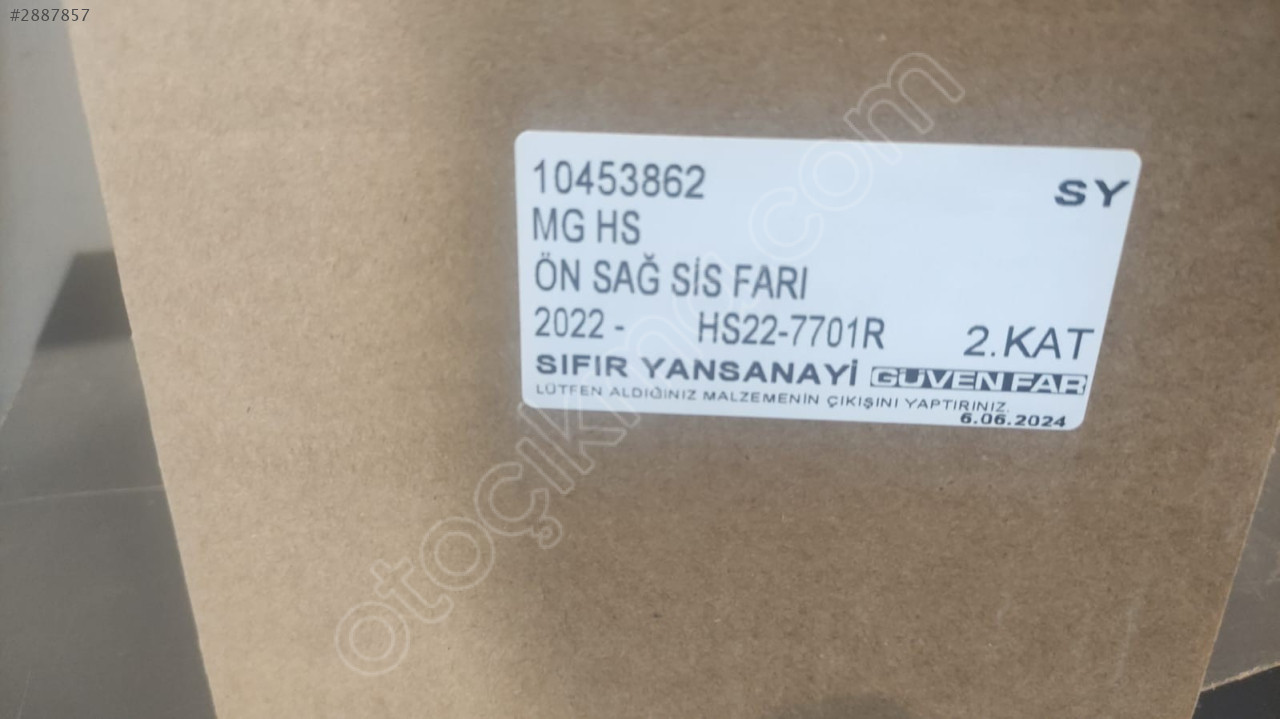 #2887857
10453862
SY
MG HS
ÖN SAĞ SİS FARI
2022 - HS22-7701R 2.KAT
SIFIR YANSANAYİ GÜVEN FAR
LÜTFEN ALDIĞINIZ MALZEMENİN ÇIKIŞINI YAPTIRINIZ.
6.06.2024
otoçıkma.com